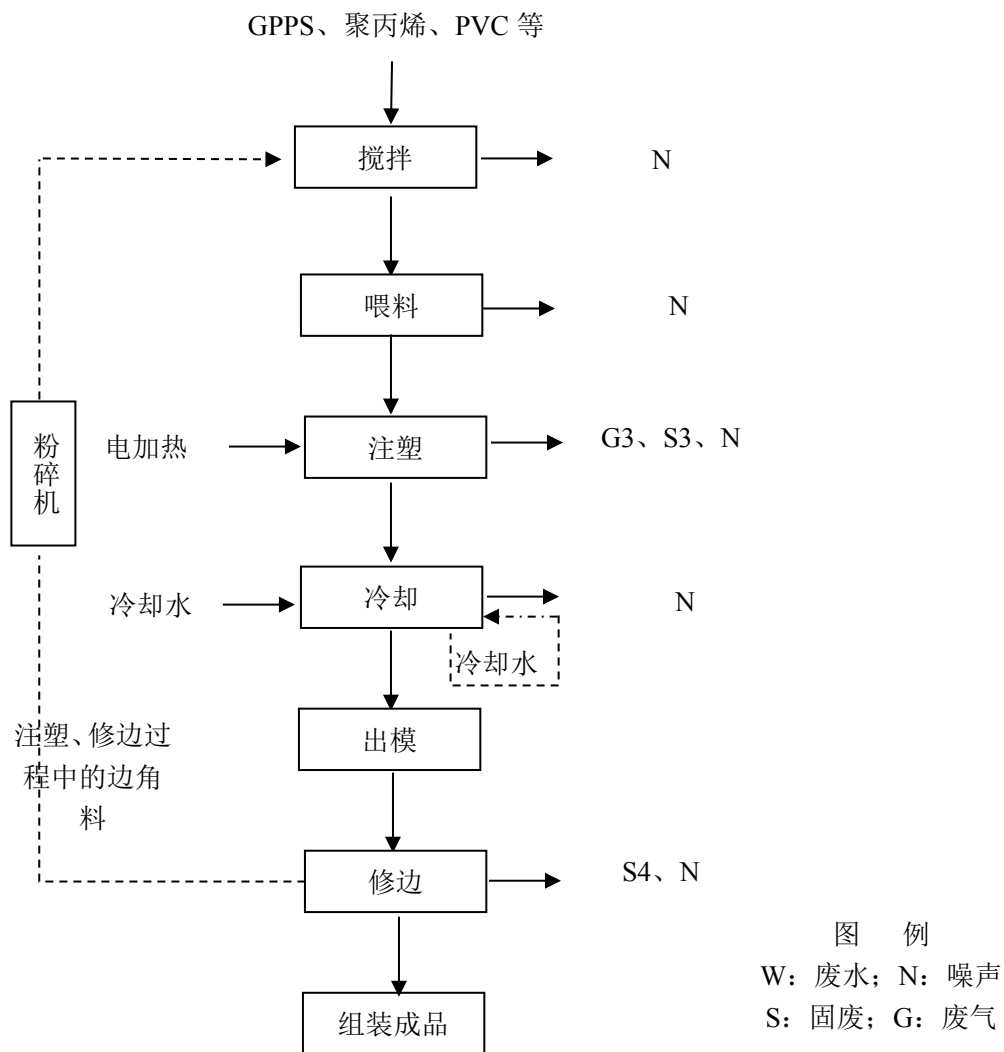 GPPS、聚丙烯、PVC 等
搅拌
N
喂料
N
粉
碎
机
电加热
注塑
G3、S3、N
冷却水
冷却
N
冷却水
注塑、修边过
程中的边角
料
出模
修边
S4、N
组装成品
图 例
W：废水；N：噪声
S：固废；G：废气